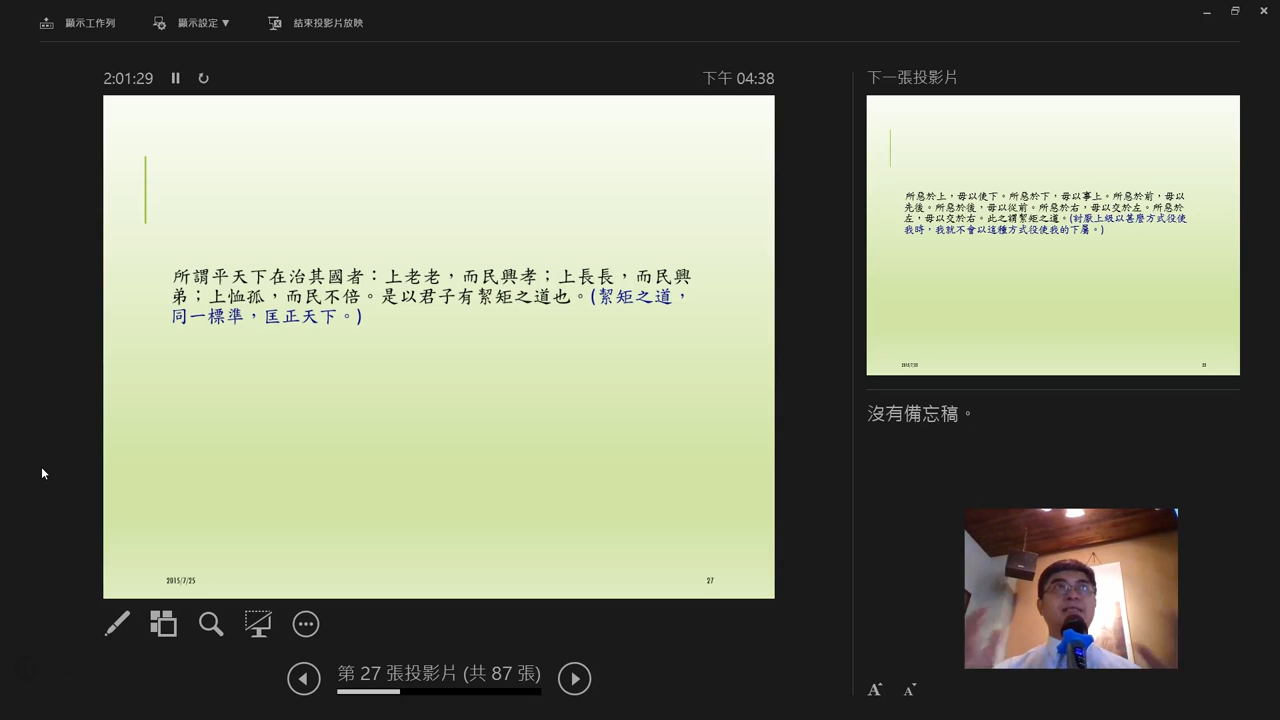 顯示工作列
顯示設定 ▼
結束投影片放映
2:01:29
下午 04:38
下一張投影片
所謂平天下在治其國者：上老老，而民興孝；上長長，而民興
弟；上恤孤，而民不倍。是以君子有絜矩之道也。(絜矩之道，
同一標準，匡正天下。)
2015/7/25
27
所惡於上，毋以使下。所惡於下，毋以事上。所惡於前，毋以
先後。所惡於後，毋以從前。所惡於右，毋以交於左。所惡於
左，毋以交於右。此之謂絜矩之道。(討厭上級以甚麼方式役使
我時，我就不會以這種方式役使我的下屬。)
2015/7/25
28
沒有備忘稿。
第 27 張投影片 (共 87 張)
A A